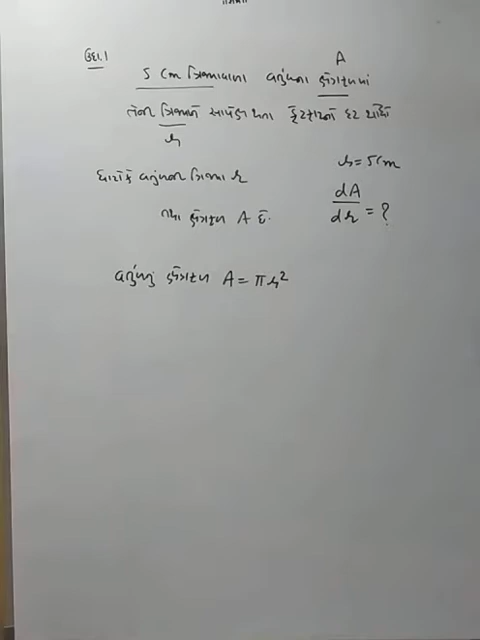 ઉદા.1
A
5 cm ત્રિજ્યાવાળા વર્તુળના ક્ષેત્રફળમાં
તેની ત્રિજ્યાને સાપેક્ષ થતા ફેરફારનો દર શોધો
r
r = 5 cm
ધારોકે વર્તુળની ત્રિજ્યા r
તથા ક્ષેત્રફળ A છે.
dA/dr = ?
વર્તુળનું ક્ષેત્રફળ A = πr²